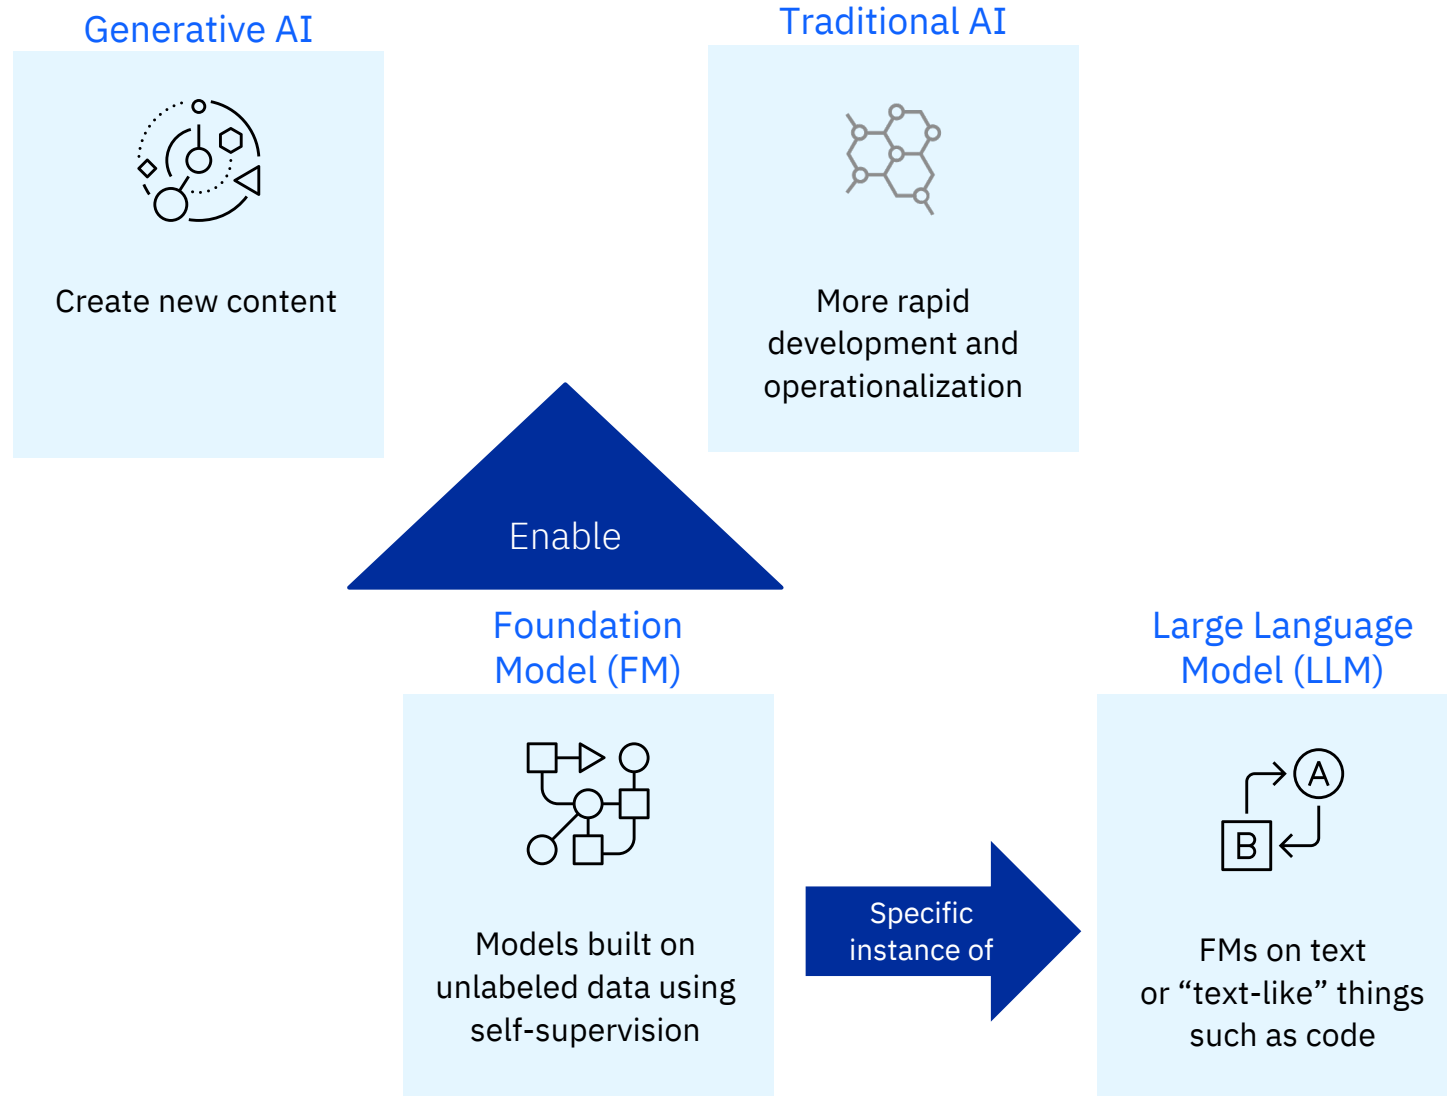 Generative AI
Create new content
Traditional AI
More rapid
development and
operationalization
Enable
Foundation
Model (FM)
Models built on
unlabeled data using
self-supervision
Specific
instance of
Large Language
Model (LLM)
B
A
FMs on text
or “text-like” things
such as code